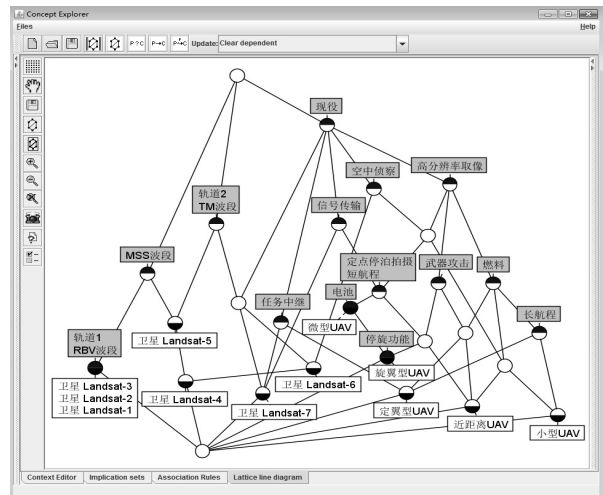 Concept Explorer
Files
Help
P?C
P→C
P→C
Update: Clear dependent
现役
空中侦察
高分辨率取像
轨道2
TM波段
信号传输
MSS波段
定点停泊拍摄
短航程
武器攻击
燃料
电池
任务中继
长航程
微型UAV
停旋功能
轨道1
RBV波段
卫星 Landsat-5
卫星 Landsat-6
旋翼型UAV
卫星 Landsat-3
卫星 Landsat-2
卫星 Landsat-1
卫星 Landsat-4
卫星 Landsat-7
定翼型UAV
近距离UAV
小型UAV
Context Editor
Implication sets
Association Rules
Lattice line diagram